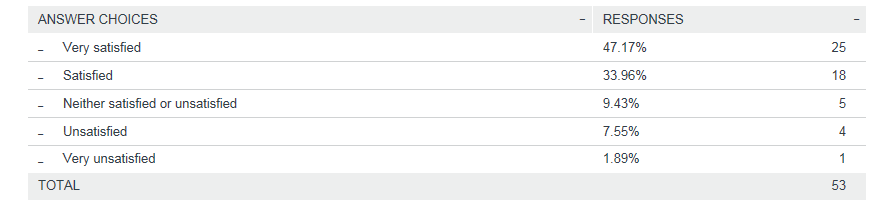 ANSWER CHOICES – RESPONSES –
– Very satisfied 47.17% 25
– Satisfied 33.96% 18
– Neither satisfied or unsatisfied 9.43% 5
– Unsatisfied 7.55% 4
– Very unsatisfied 1.89% 1
TOTAL 53